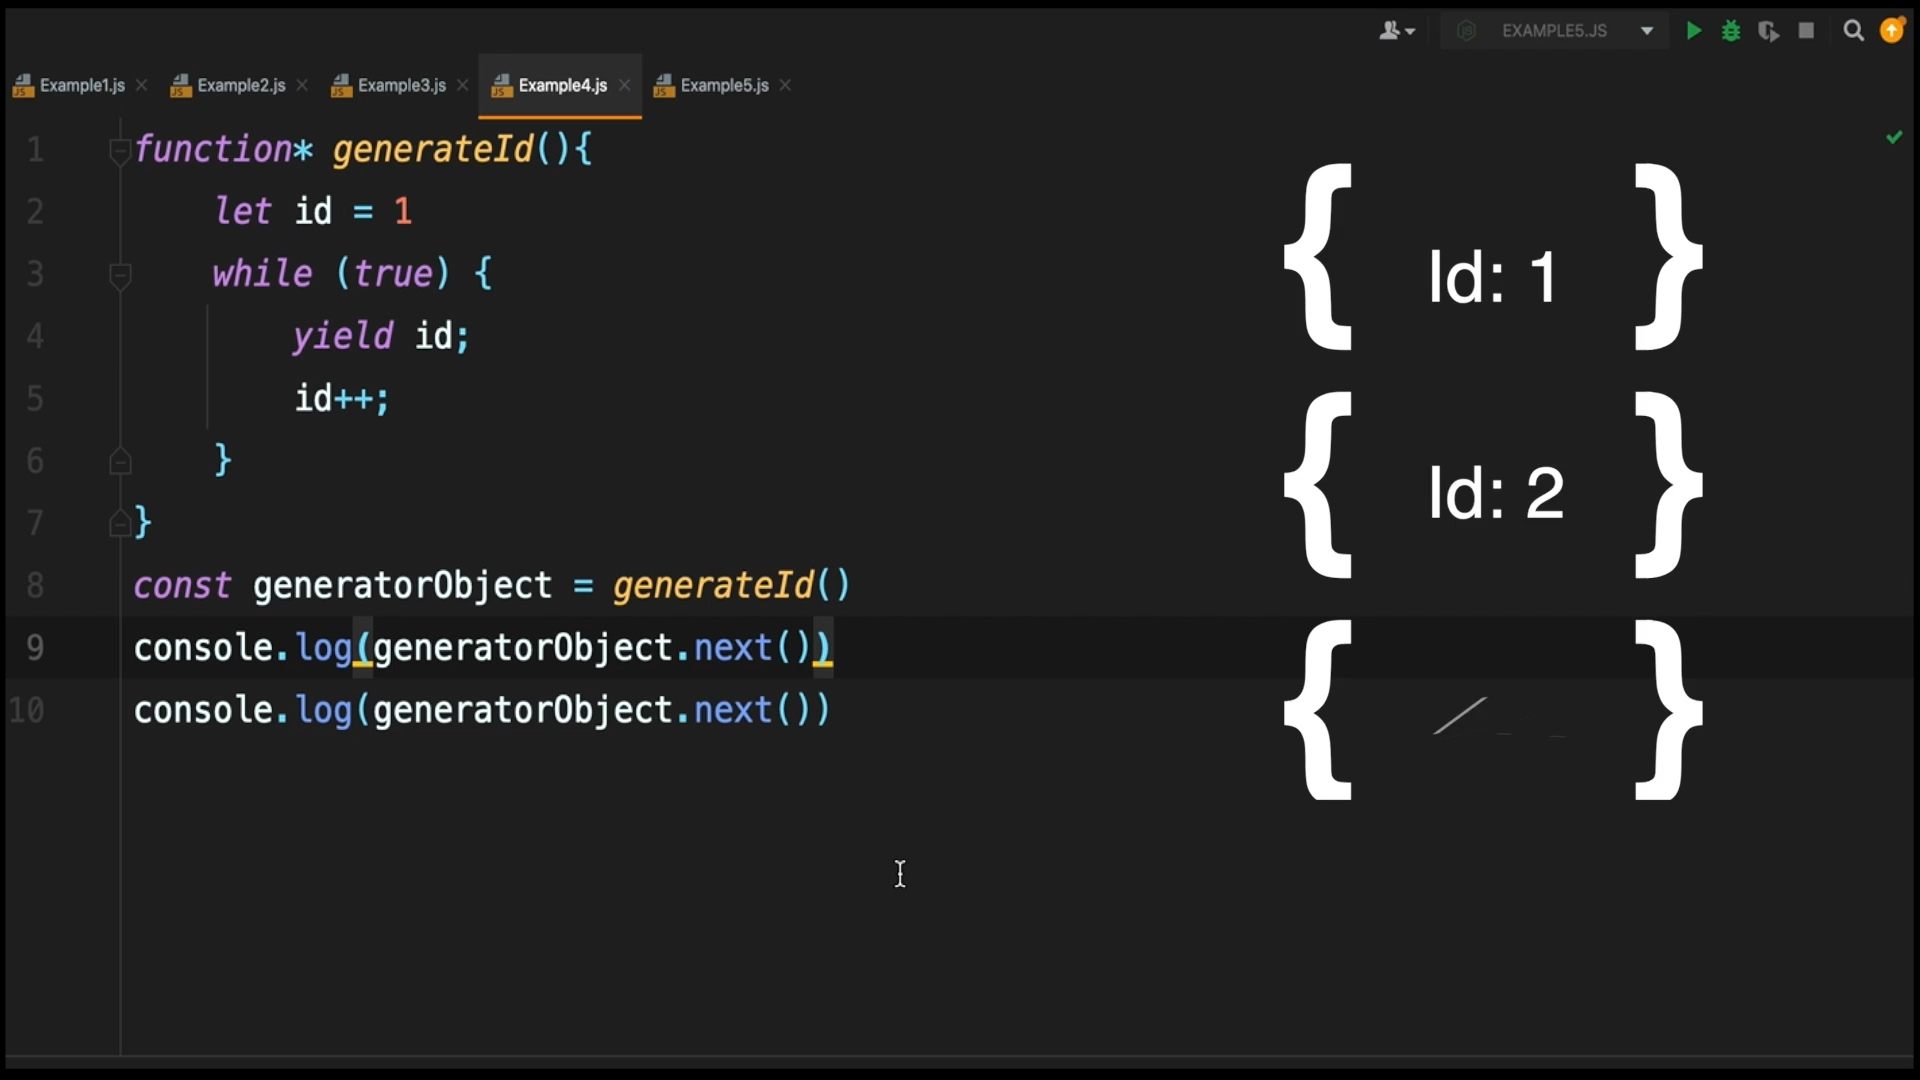 EXAMPLE5.JS
Example1.js Example2.js Example3.js Example4.js Example5.js
1 function* generateId(){
2 let id = 1
3 while (true) {
4 yield id;
5 id++;
6 }
7 }
8 const generatorObject = generateId()
9 console.log(generatorObject.next())
10 console.log(generatorObject.next())
{ Id: 1 }
{ Id: 2 }
{ }